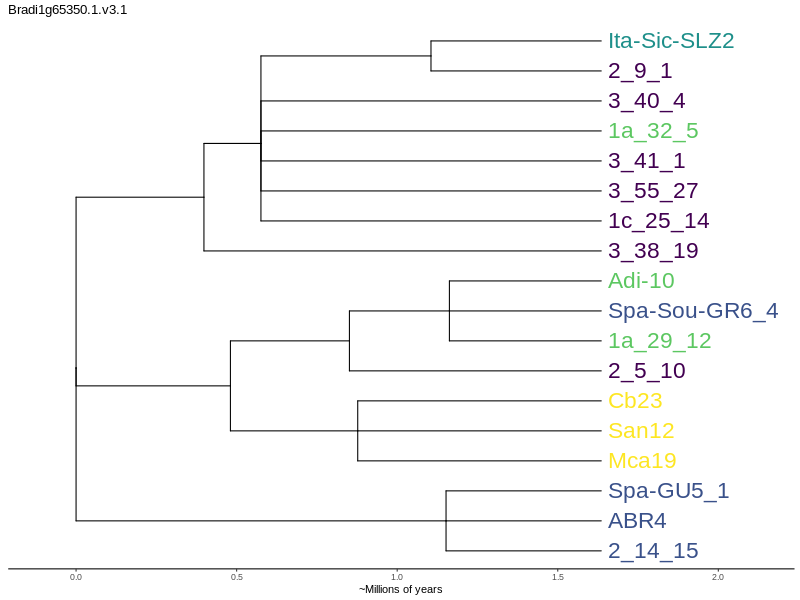 Bradi1g65350.1.v3.1
Ita-Sic-SLZ2
2_9_1
3_40_4
1a_32_5
3_41_1
3_55_27
1c_25_14
3_38_19
Adi-10
Spa-Sou-GR6_4
1a_29_12
2_5_10
Cb23
San12
Mca19
Spa-GU5_1
ABR4
2_14_15
0.0 0.5 1.0 1.5 2.0
~Millions of years